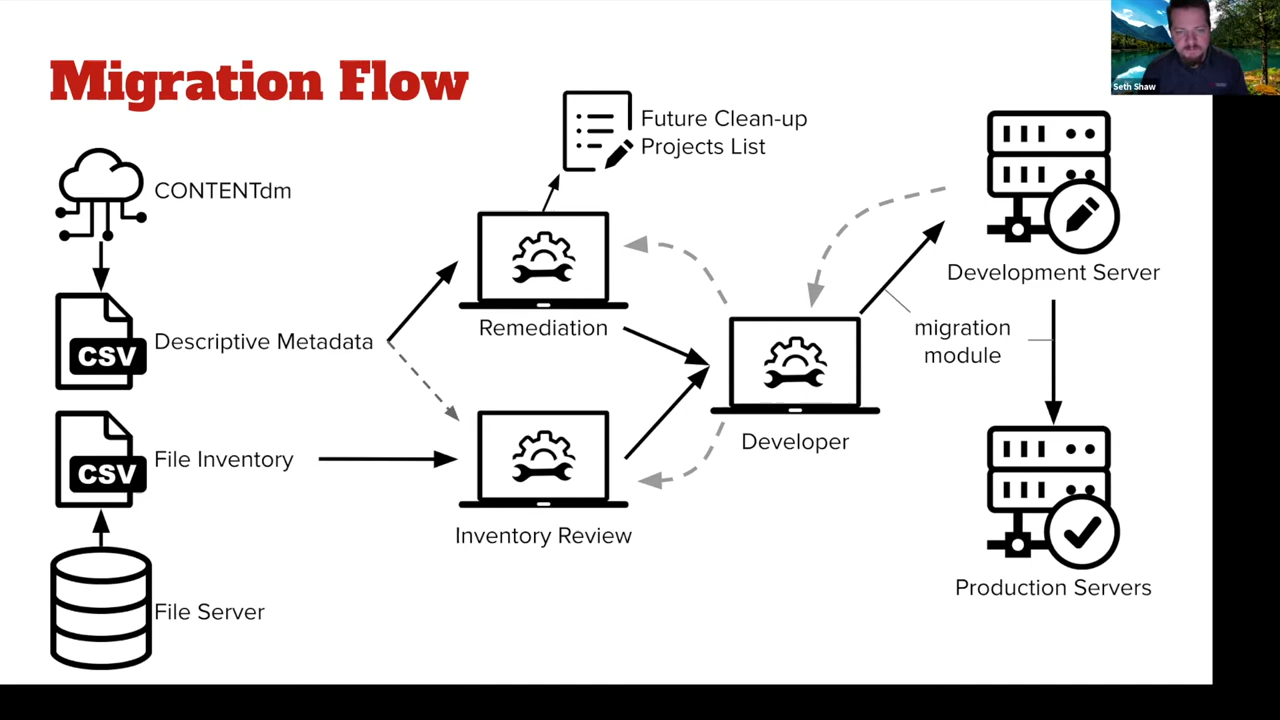 Migration Flow
Seth Shaw
CONTENTdm
CSV
Descriptive Metadata
CSV
File Inventory
File Server
Future Clean-up
Projects List
Remediation
Inventory Review
Developer
migration
module
Development Server
Production Servers